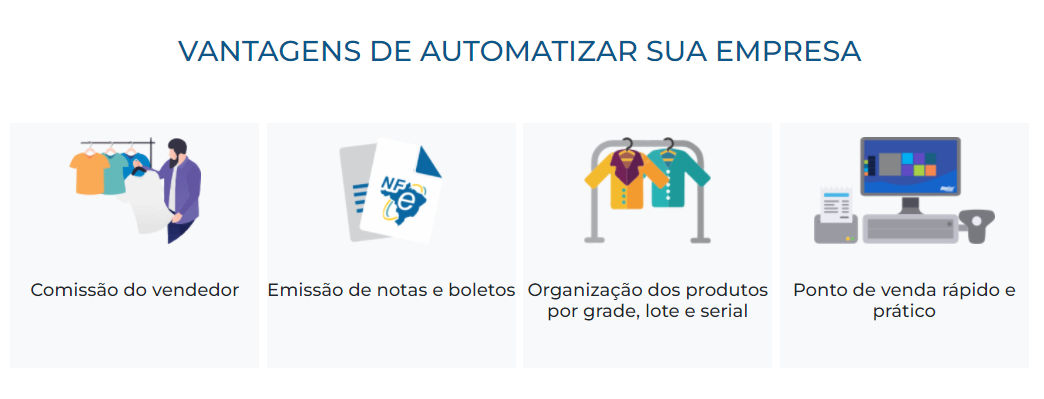 VANTAGENS DE AUTOMATIZAR SUA EMPRESA
NF
e
Comissão do vendedor
Emissão de notas e boletos
Organização dos produtos
por grade, lote e serial
Ponto de venda rápido e
prático